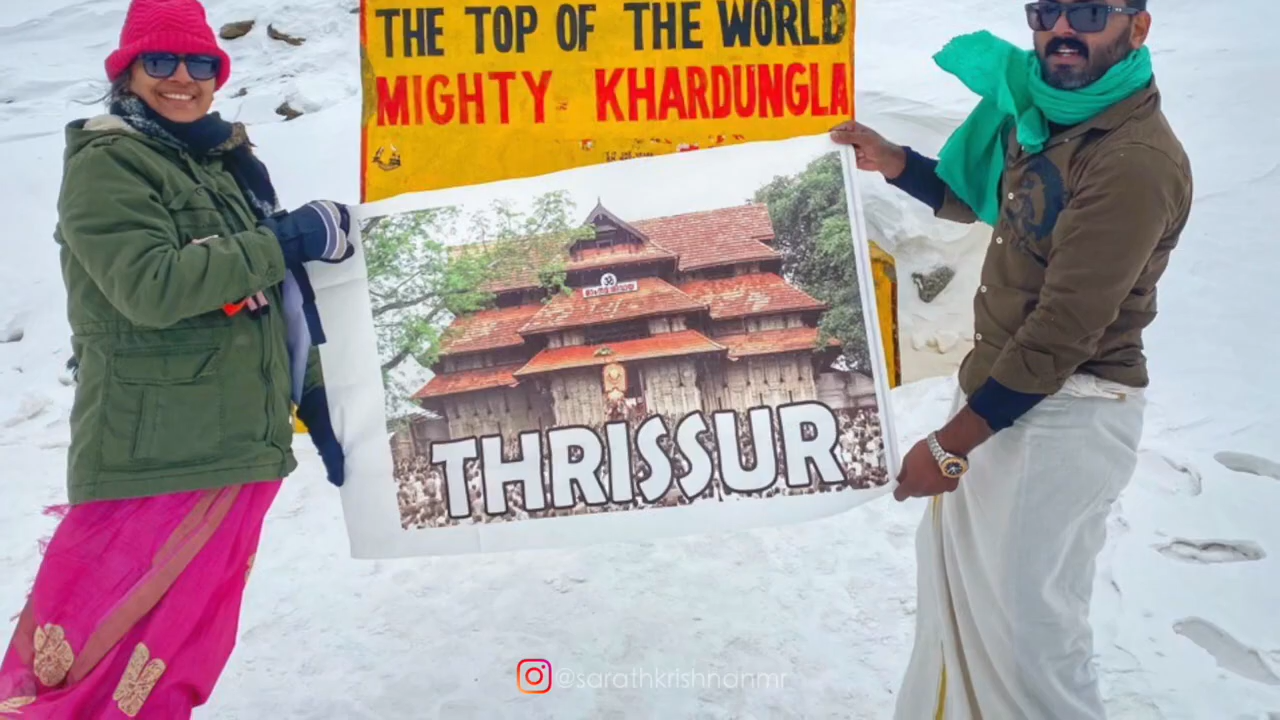 THE TOP OF THE WORLD
MIGHTY KHARDUNGLA
THRISSUR
@sarathkrishnanmr